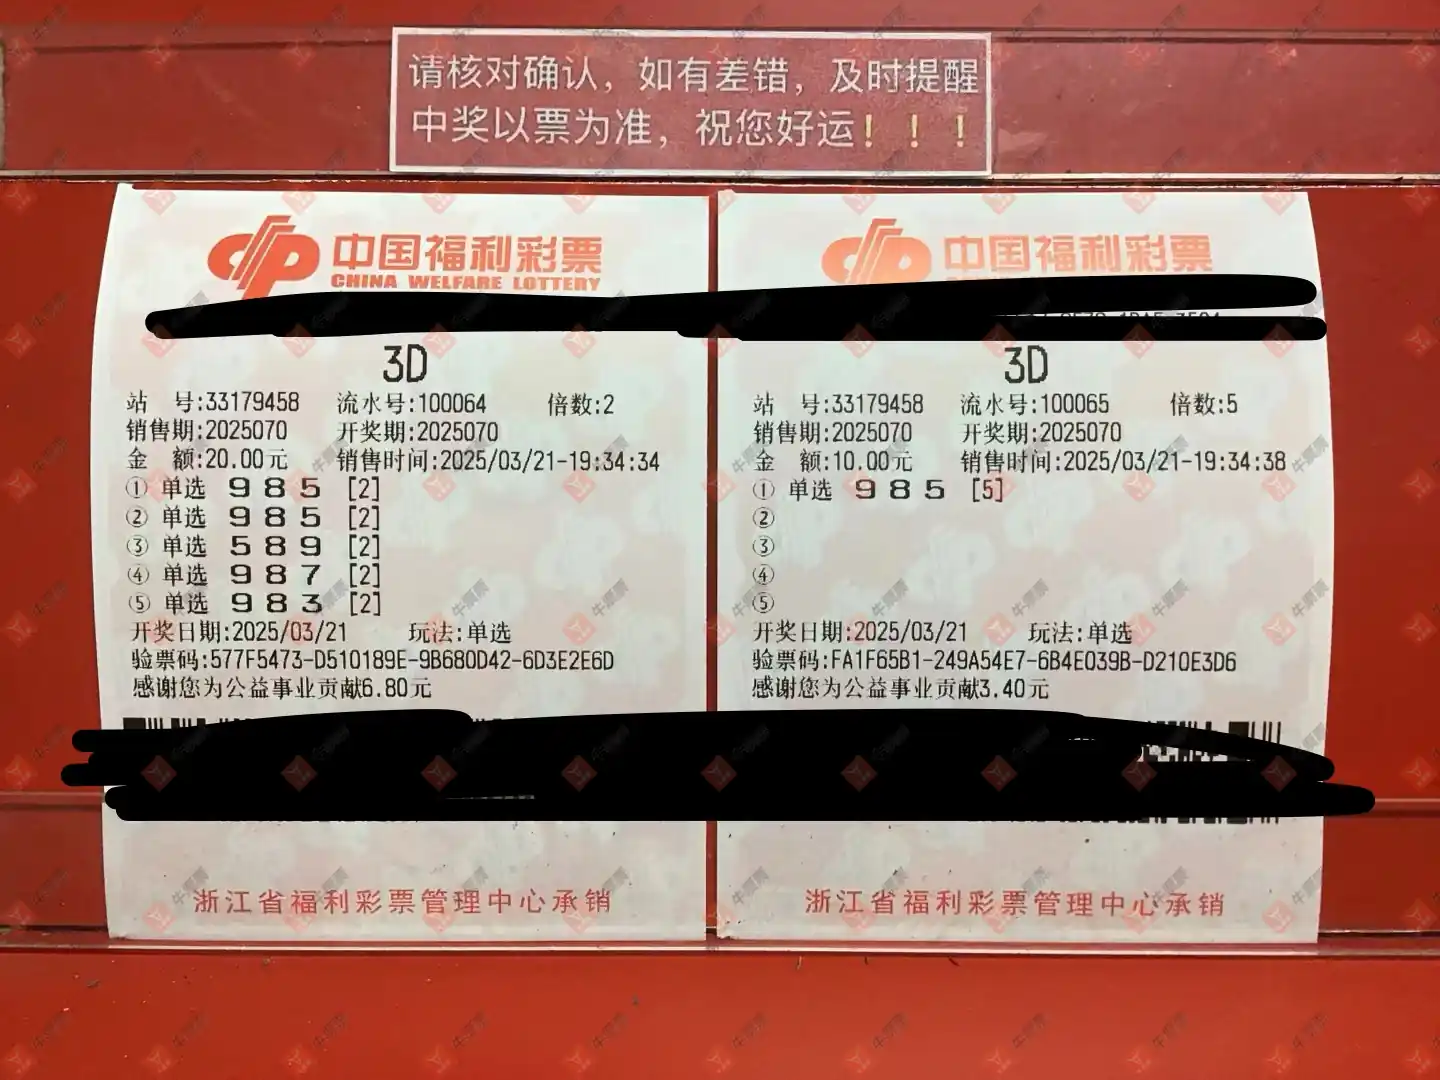 请核对确认，如有差错，及时提醒
中奖以票为准，祝您好运！！！
中国福利彩票
CHINA WELFARE LOTTERY
3D
站 号:33179458 流水号:100064 倍数:2
销售期:2025070 开奖期:2025070
金 额:20.00元 销售时间:2025/03/21-19:34:34
① 单选 9 8 5 [2]
② 单选 9 8 5 [2]
③ 单选 5 8 9 [2]
④ 单选 9 8 7 [2]
⑤ 单选 9 8 3 [2]
开奖日期:2025/03/21 玩法:单选
验票码:577F5473-D510189E-9B680D42-6D3E2E6D
感谢您为公益事业贡献6.80元
浙江省福利彩票管理中心承销
中国福利彩票
3D
站 号:33179458 流水号:100065 倍数:5
销售期:2025070 开奖期:2025070
金 额:10.00元 销售时间:2025/03/21-19:34:38
① 单选 9 8 5 [5]
②
③
④
⑤
开奖日期:2025/03/21 玩法:单选
验票码:FA1F65B1-249A54E7-6B4E039B-D210E3D6
感谢您为公益事业贡献3.40元
浙江省福利彩票管理中心承销